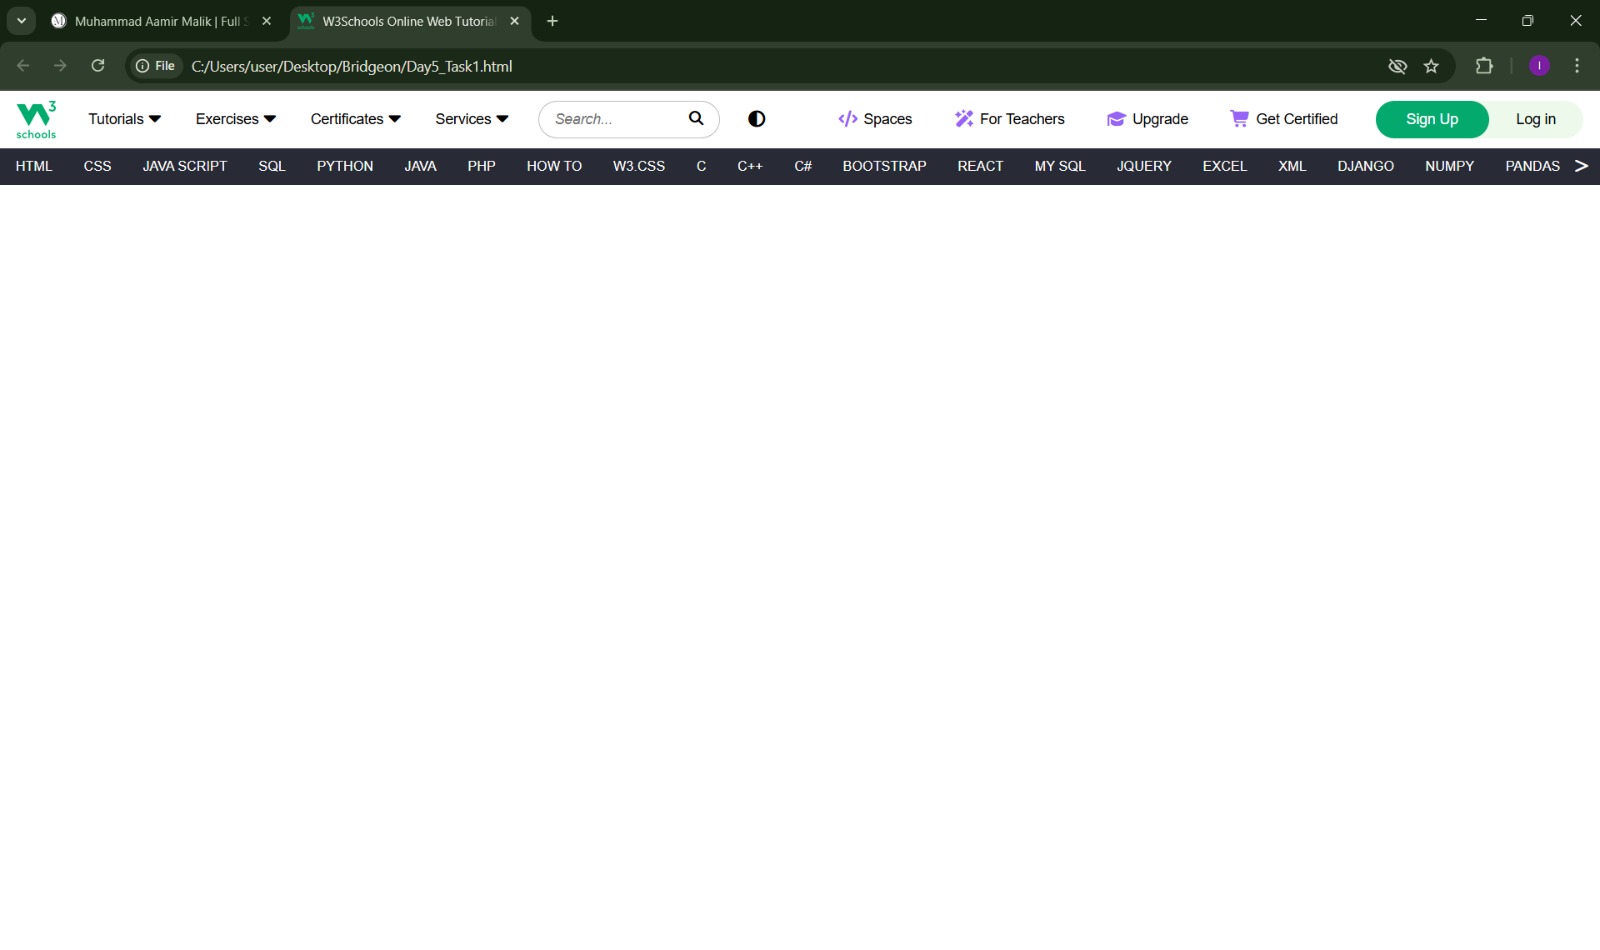 Muhammad Aamir Malik | Full S
W3Schools Online Web Tutorial
File C:/Users/user/Desktop/Bridgeon/Day5_Task1.html I
W3 schools Tutorials Exercises Certificates Services Search... </> Spaces For Teachers Upgrade Get Certified Sign Up Log in
HTML CSS JAVA SCRIPT SQL PYTHON JAVA PHP HOW TO W3.CSS C C++ C# BOOTSTRAP REACT MY SQL JQUERY EXCEL XML DJANGO NUMPY PANDAS >